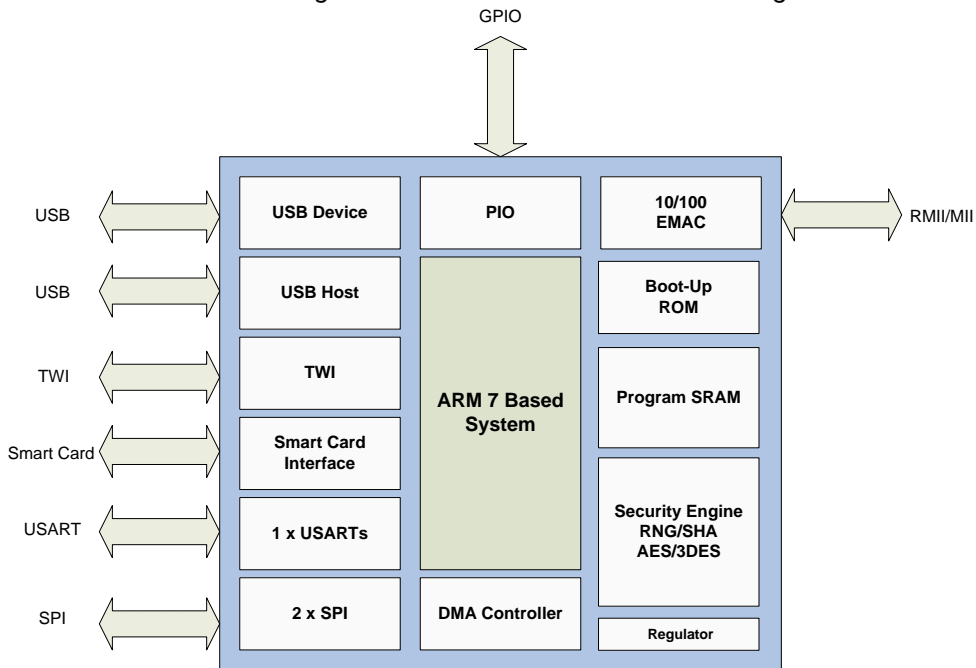 GPIO
USB
USB Device
PIO
10/100
EMAC
RMII/MII
USB
USB Host
Boot-Up
ROM
TWI
TWI
ARM 7 Based
System
Program SRAM
Smart Card
Smart Card
Interface
Security Engine
RNG/SHA
AES/3DES
USART
1 x USARTs
SPI
2 x SPI
DMA Controller
Regulator